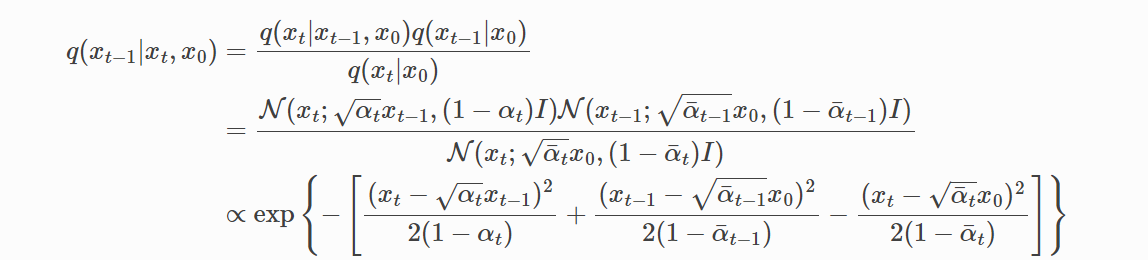 $q(x_{t-1}|x_t, x_0) = \frac{q(x_t|x_{t-1}, x_0)q(x_{t-1}|x_0)}{q(x_t|x_0)}$
$= \frac{\mathcal{N}(x_t; \sqrt{\alpha_t}x_{t-1}, (1-\alpha_t)I)\mathcal{N}(x_{t-1}; \sqrt{\bar{\alpha}_{t-1}}x_0, (1-\bar{\alpha}_{t-1})I)}{\mathcal{N}(x_t; \sqrt{\bar{\alpha}_t}x_0, (1-\bar{\alpha}_t)I)}$
$\propto \exp\left\{-\left[\frac{(x_t - \sqrt{\alpha_t}x_{t-1})^2}{2(1-\alpha_t)} + \frac{(x_{t-1} - \sqrt{\bar{\alpha}_{t-1}}x_0)^2}{2(1-\bar{\alpha}_{t-1})} - \frac{(x_t - \sqrt{\bar{\alpha}_t}x_0)^2}{2(1-\bar{\alpha}_t)}\right]\right\}$